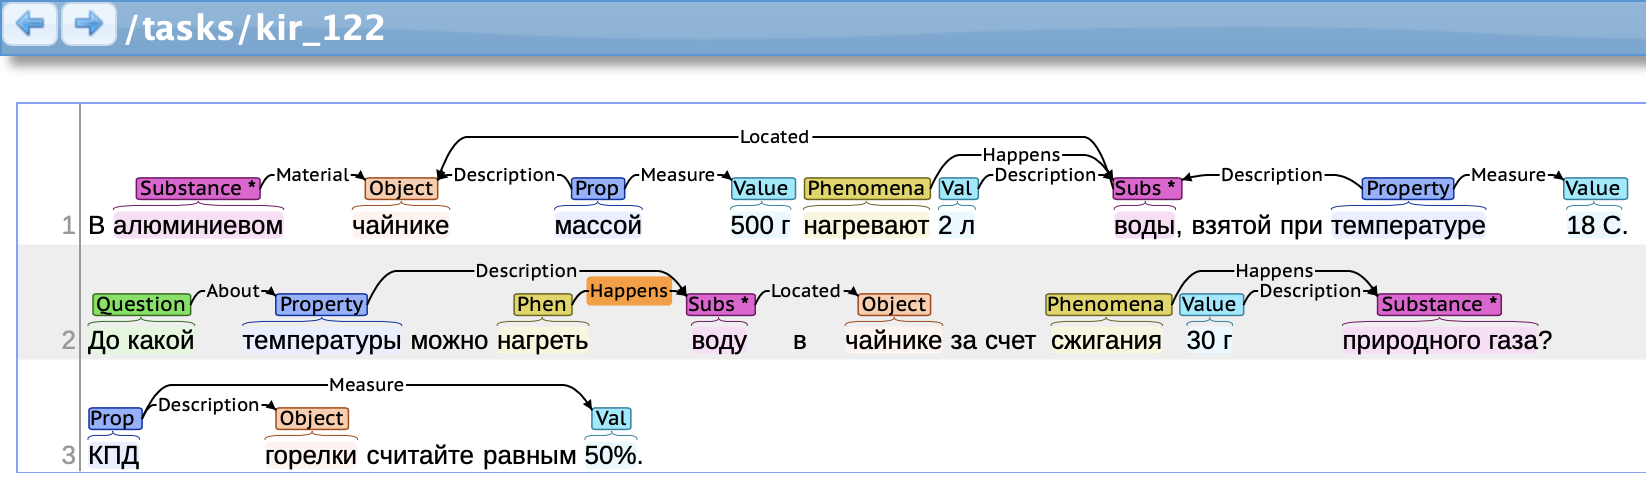 /tasks/kir_122
Located
Happens
Material Description Measure Description Description Measure
Substance * Object Prop Value Phenomena Val Subs * Property Value
1 В алюминиевом чайнике массой 500 г нагревают 2 л воды, взятой при температуре 18 С.
Description Happens
About Happens Located Description
Question Property Phen Subs * Object Phenomena Value Substance *
2 До какой температуры можно нагреть воду в чайнике за счет сжигания 30 г природного газа?
Measure
Description
Prop Object Val
3 КПД горелки считайте равным 50%.